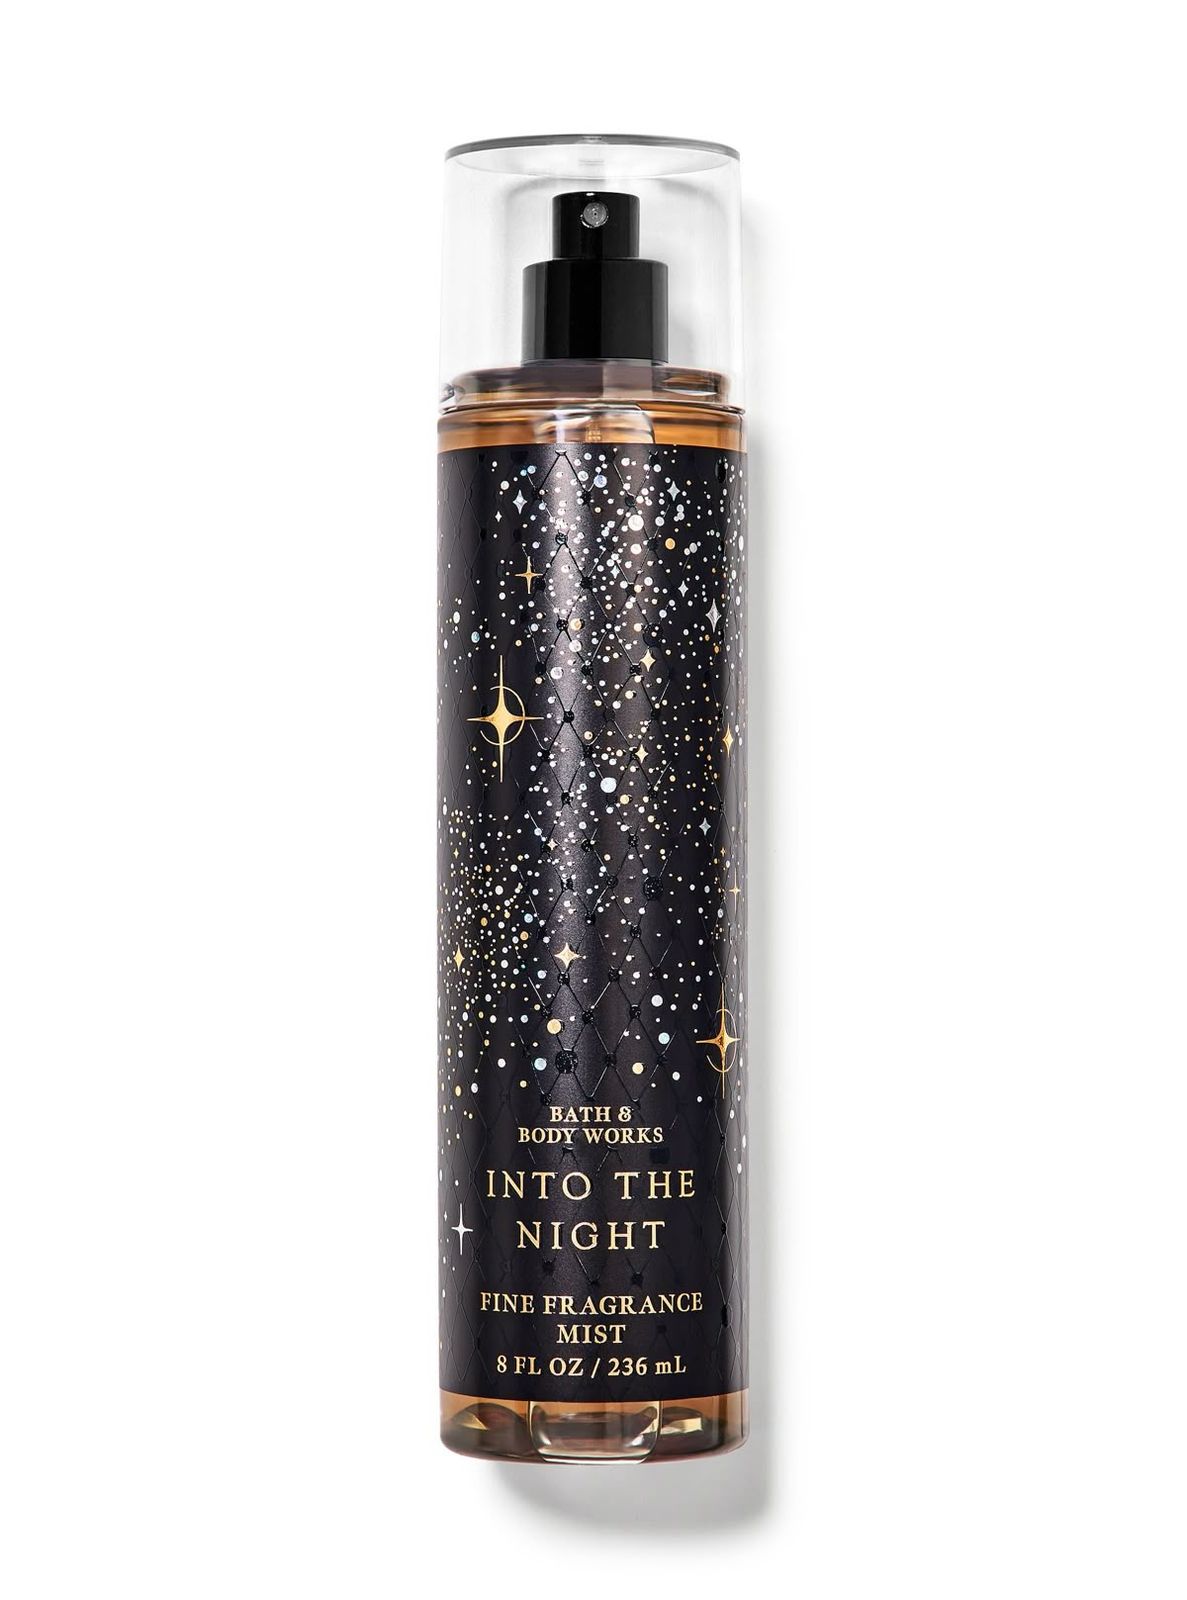 BATH &
BODY WORKS
INTO THE
NIGHT
FINE FRAGRANCE
MIST
8 FL OZ / 236 mL